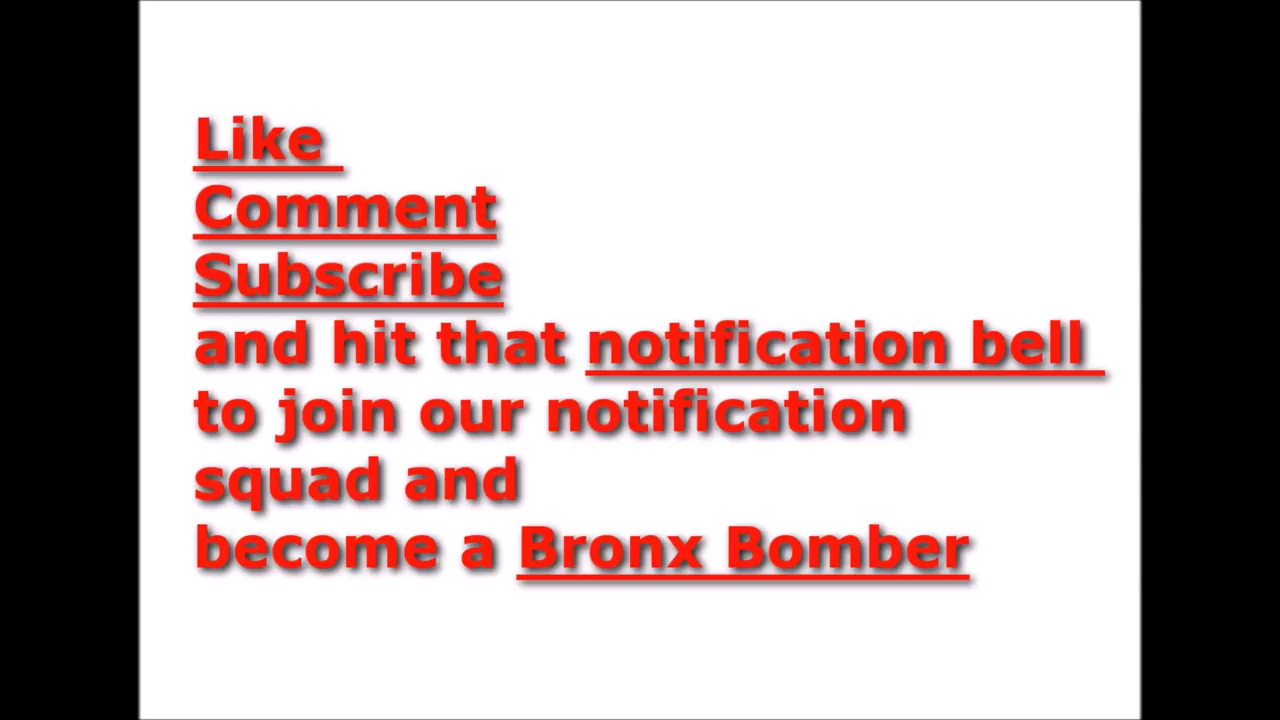 Like
Comment
Subscribe
and hit that notification bell
to join our notification
squad and
become a Bronx Bomber